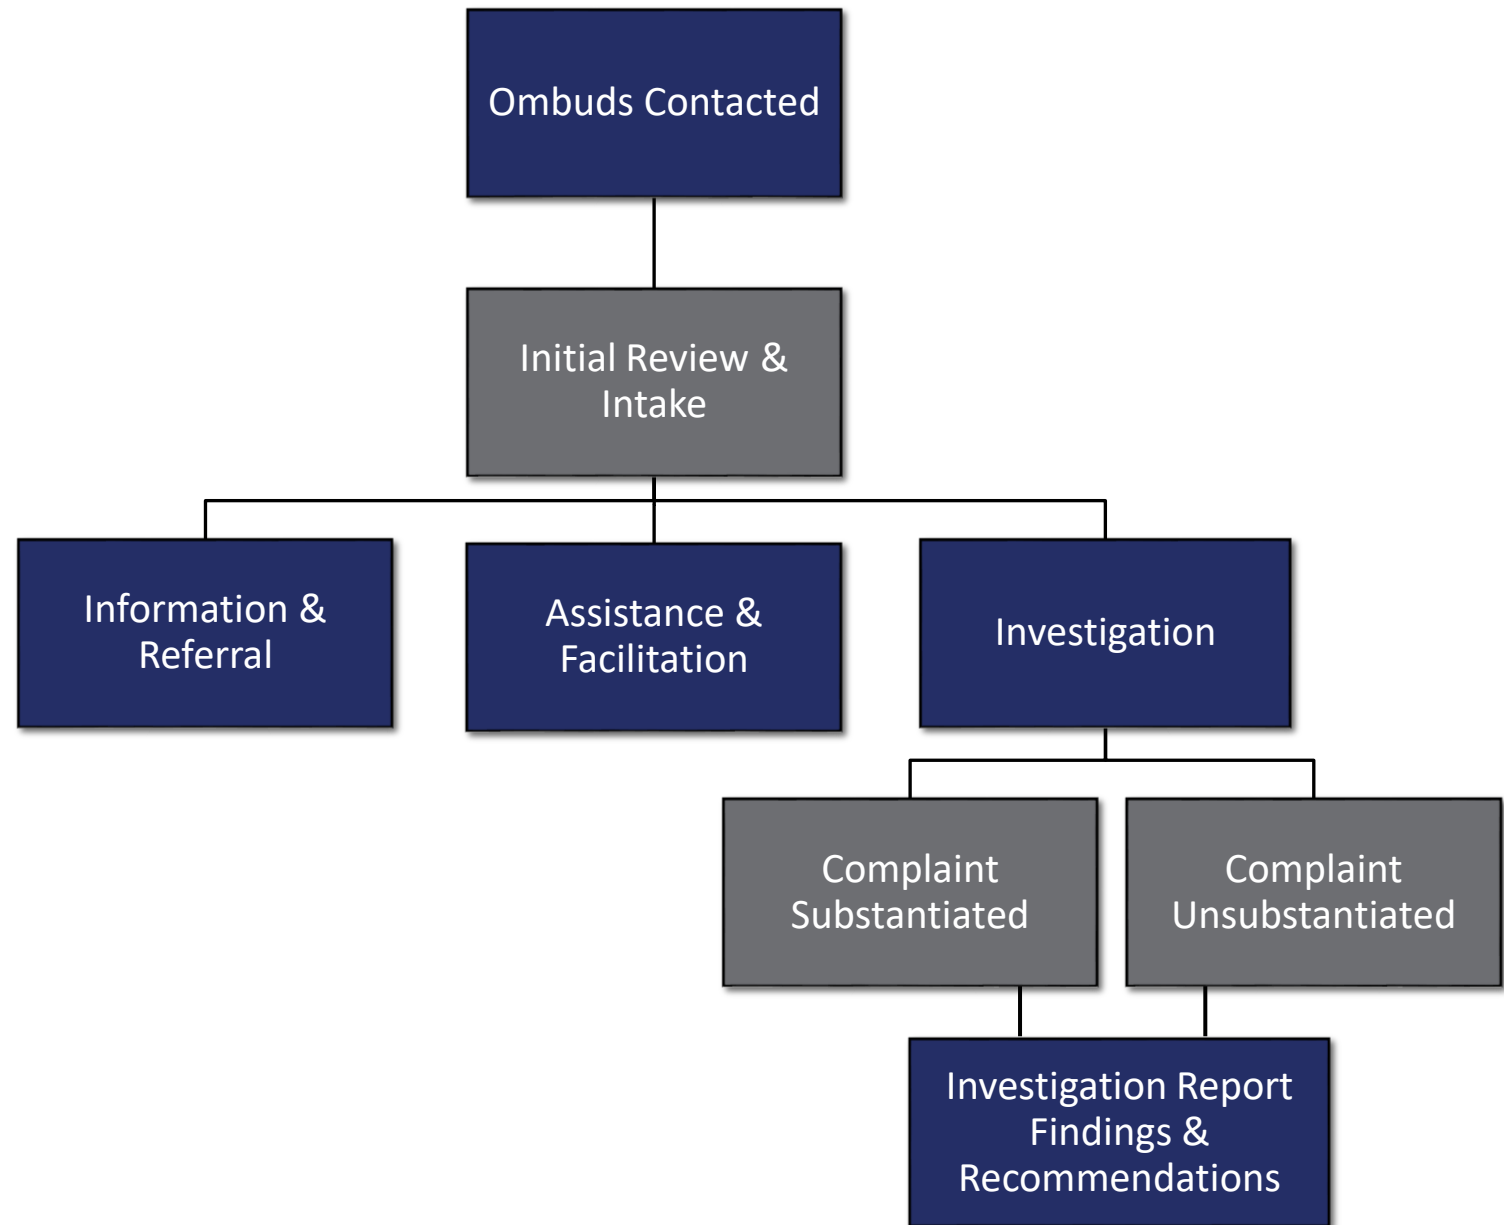 Ombuds Contacted
Initial Review &
Intake
Information &
Referral
Assistance &
Facilitation
Investigation
Complaint
Substantiated
Complaint
Unsubstantiated
Investigation Report
Findings &
Recommendations